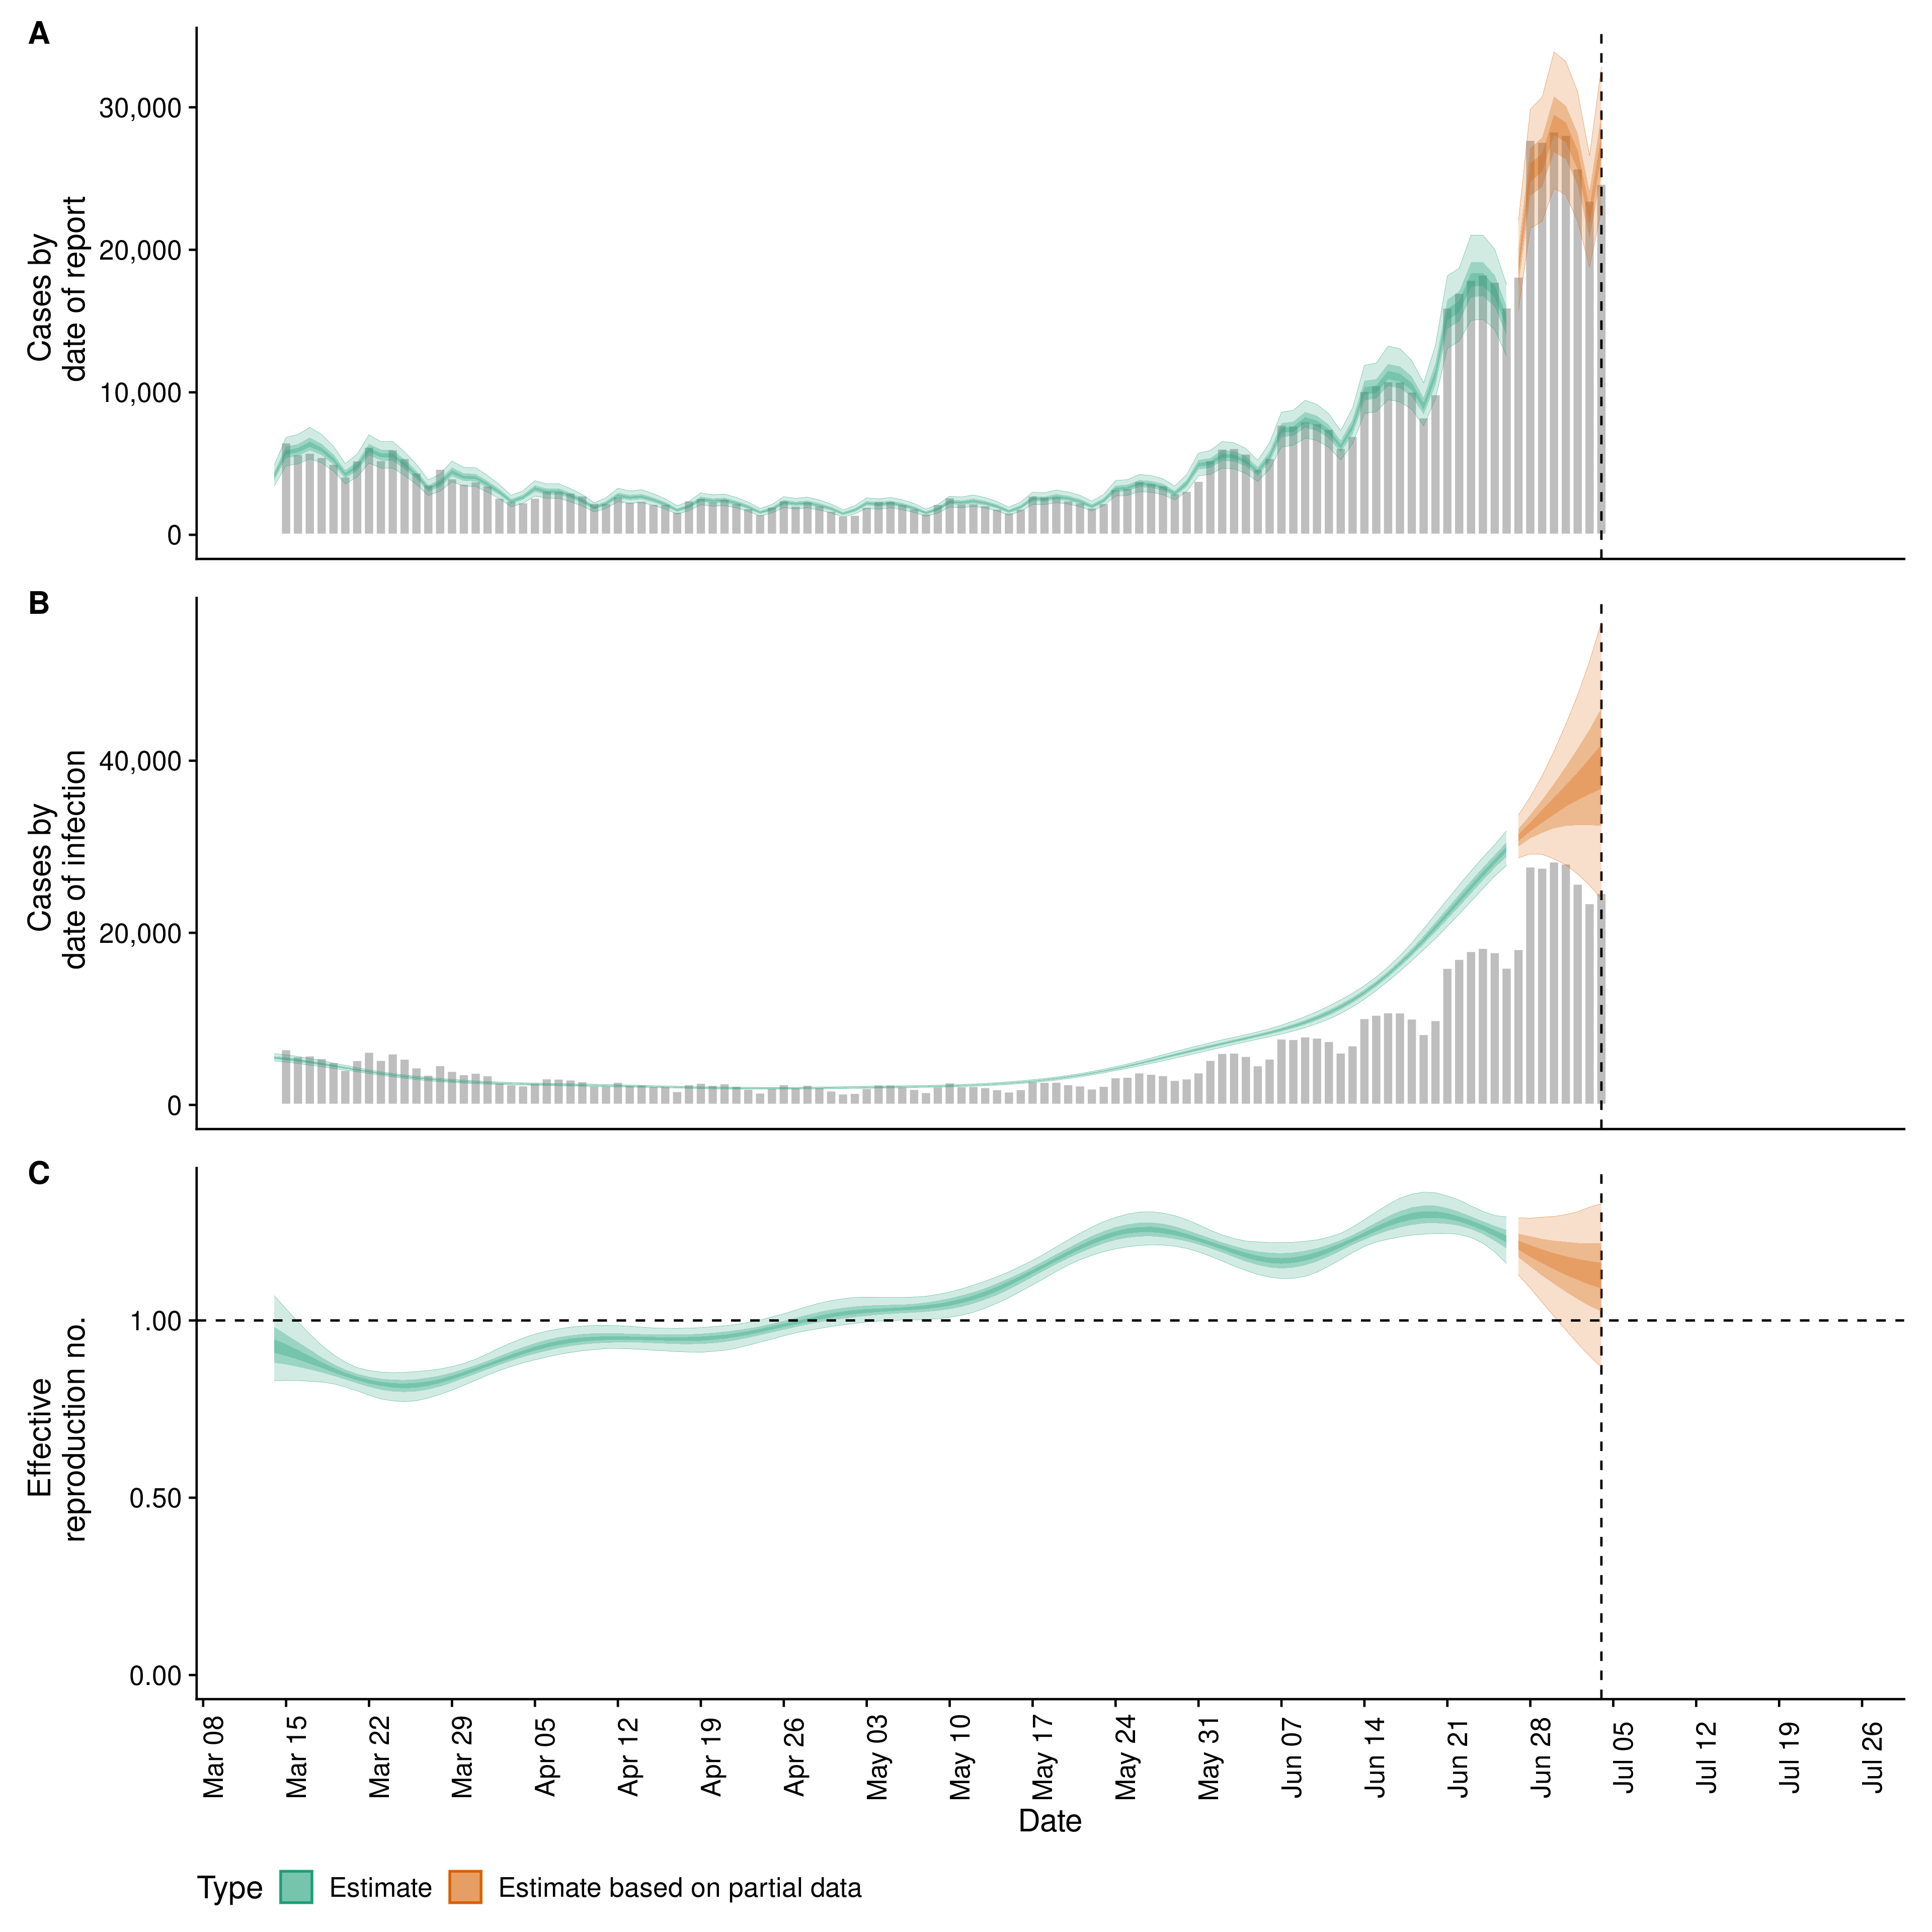 A
Cases by
date of report
30,000
20,000
10,000
0
B
Cases by
date of infection
40,000
20,000
0
C
Effective
reproduction no.
1.00
0.50
0.00
Mar 08
Mar 15
Mar 22
Mar 29
Apr 05
Apr 12
Apr 19
Apr 26
May 03
May 10
May 17
May 24
May 31
Jun 07
Jun 14
Jun 21
Jun 28
Jul 05
Jul 12
Jul 19
Jul 26
Date
Type Estimate Estimate based on partial data